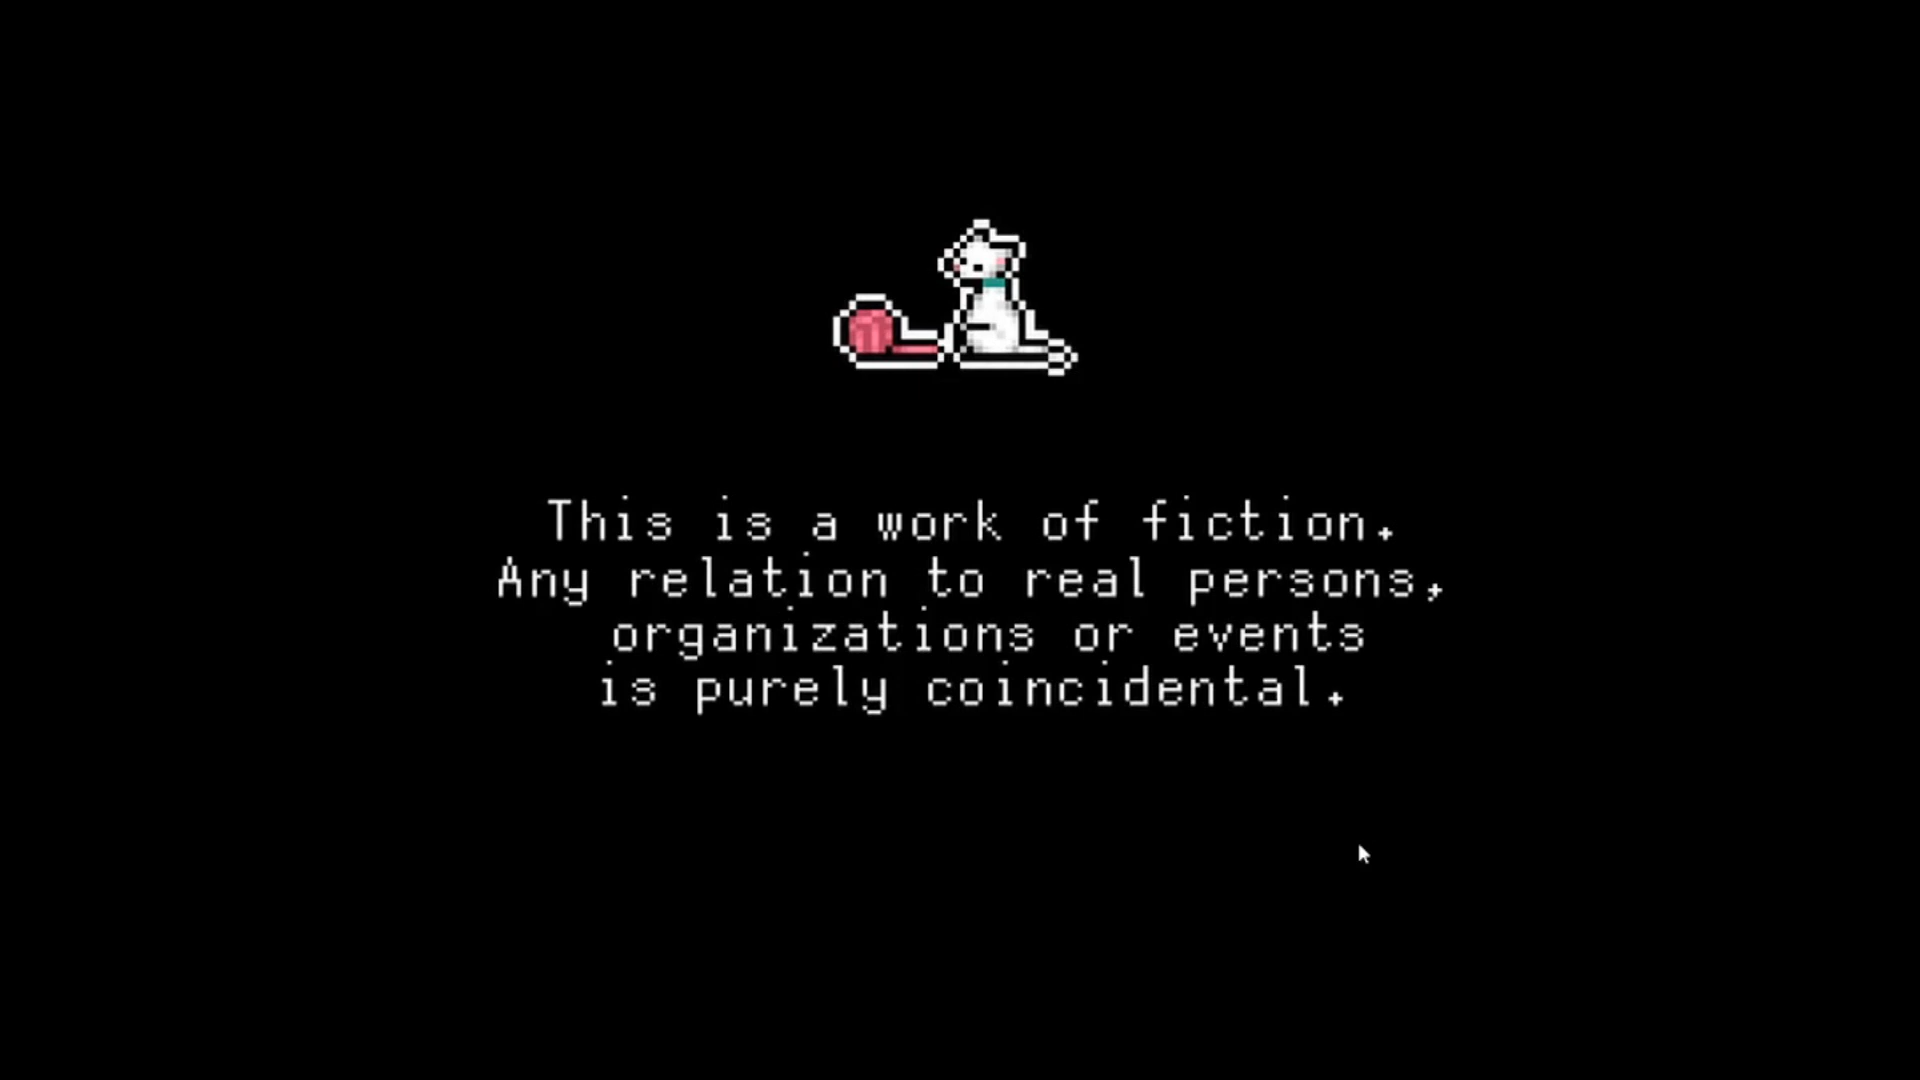 This is a work of fiction.
Any relation to real persons,
organizations or events
is purely coincidental.